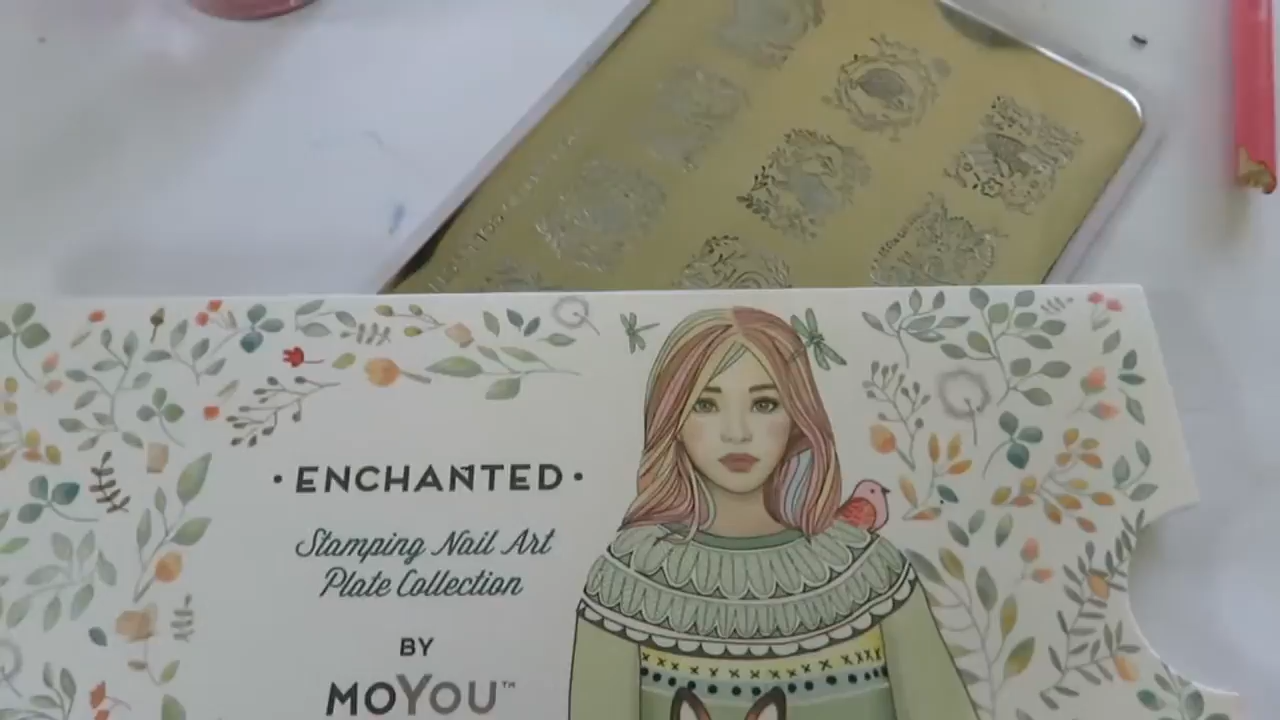 · ENCHANTED ·
Stamping Nail Art
Plate Collection
BY
MOYOU™